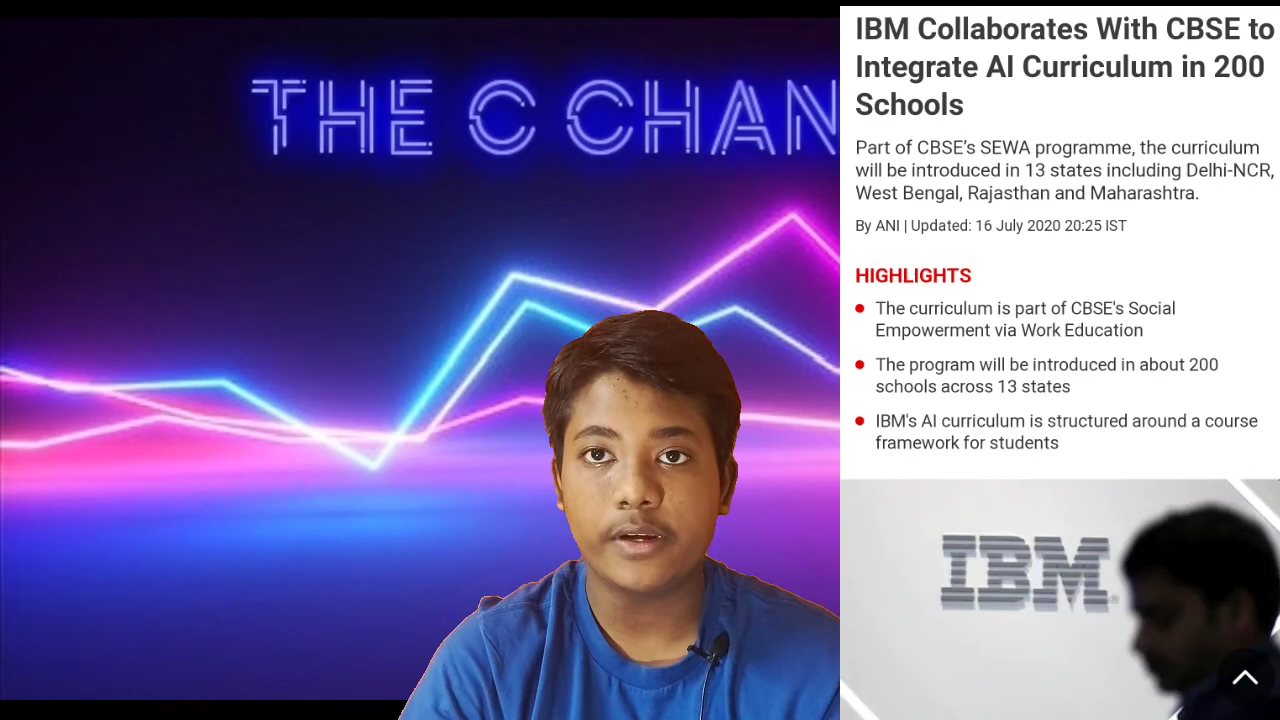 THE C CHAN
IBM Collaborates With CBSE to
Integrate AI Curriculum in 200
Schools
Part of CBSE's SEWA programme, the curriculum
will be introduced in 13 states including Delhi-NCR,
West Bengal, Rajasthan and Maharashtra.
By ANI | Updated: 16 July 2020 20:25 IST
HIGHLIGHTS
The curriculum is part of CBSE's Social
Empowerment via Work Education
The program will be introduced in about 200
schools across 13 states
IBM's AI curriculum is structured around a course
framework for students
IBM®